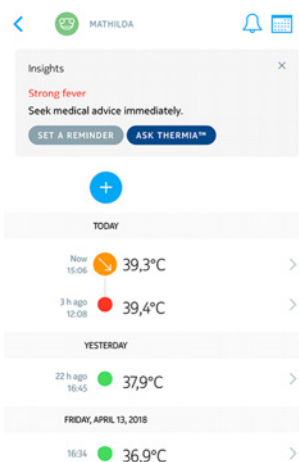 MATHILDA
Insights
×
Strong fever
Seek medical advice immediately.
SET A REMINDER
ASK THERMIA™
+
TODAY
Now
15:06
39,3°C
3 h ago
12:08
39,4°C
YESTERDAY
22 h ago
16:45
37,9°C
FRIDAY, APRIL 13, 2018
16:34
36.9°C